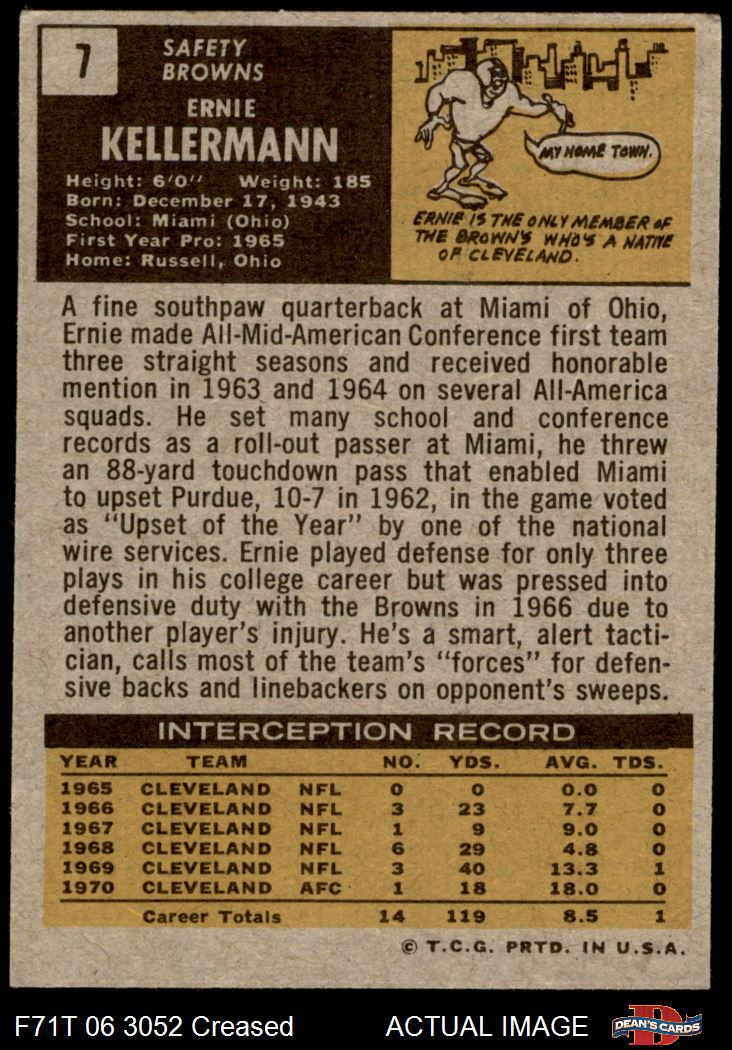 7
SAFETY
BROWNS
ERNIE
KELLERMANN
Height: 6'0" Weight: 185
Born: December 17, 1943
School: Miami (Ohio)
First Year Pro: 1965
Home: Russell, Ohio
MY HOME TOWN.
ERNIE IS THE ONLY MEMBER OF
THE BROWN'S WHO'S A NATIVE
OF CLEVELAND.
A fine southpaw quarterback at Miami of Ohio,
Ernie made All-Mid-American Conference first team
three straight seasons and received honorable
mention in 1963 and 1964 on several All-America
squads. He set many school and conference
records as a roll-out passer at Miami, he threw
an 88-yard touchdown pass that enabled Miami
to upset Purdue, 10-7 in 1962, in the game voted
as "Upset of the Year" by one of the national
wire services. Ernie played defense for only three
plays in his college career but was pressed into
defensive duty with the Browns in 1966 due to
another player's injury. He's a smart, alert tacti-
cian, calls most of the team's "forces" for defen-
sive backs and linebackers on opponent's sweeps.
INTERCEPTION RECORD
YEAR TEAM NO. YDS. AVG. TDS.
1965 CLEVELAND NFL 0 0 0.0 0
1966 CLEVELAND NFL 3 23 7.7 0
1967 CLEVELAND NFL 1 9 9.0 0
1968 CLEVELAND NFL 6 29 4.8 0
1969 CLEVELAND NFL 3 40 13.3 1
1970 CLEVELAND AFC 1 18 18.0 0
Career Totals 14 119 8.5 1
© T.C.G. PRTD. IN U.S.A.
F71T 06 3052 Creased ACTUAL IMAGE DEAN'S CARDS